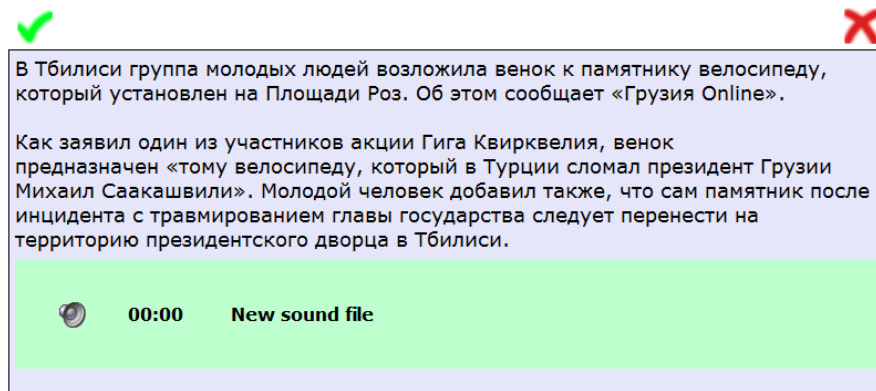 В Тбилиси группа молодых людей возложила венок к памятнику велосипеду,
который установлен на Площади Роз. Об этом сообщает «Грузия Online».
Как заявил один из участников акции Гига Квирквелия, венок
предназначен «тому велосипеду, который в Турции сломал президент Грузии
Михаил Саакашвили». Молодой человек добавил также, что сам памятник после
инцидента с травмированием главы государства следует перенести на
территорию президентского дворца в Тбилиси.
00:00 New sound file